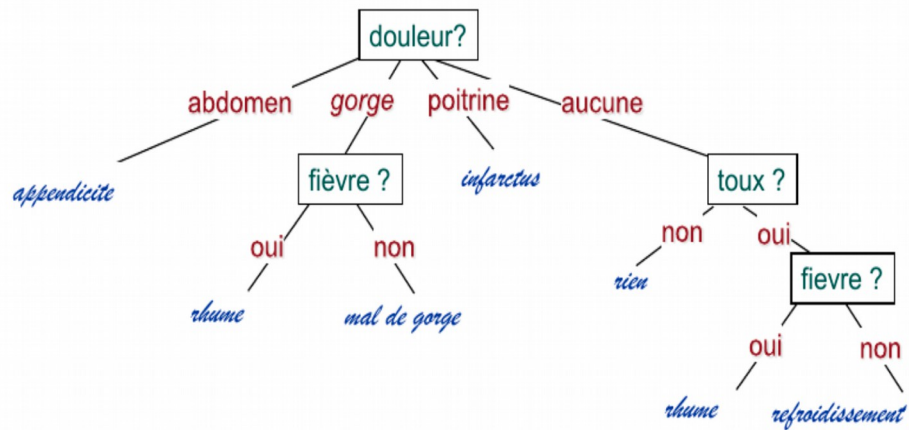 douleur?
abdomen gorge poitrine aucune
appendicite fièvre ? infarctus toux ?
oui non non oui
rien fievre ?
rhume mal de gorge
oui non
rhume refroidissement